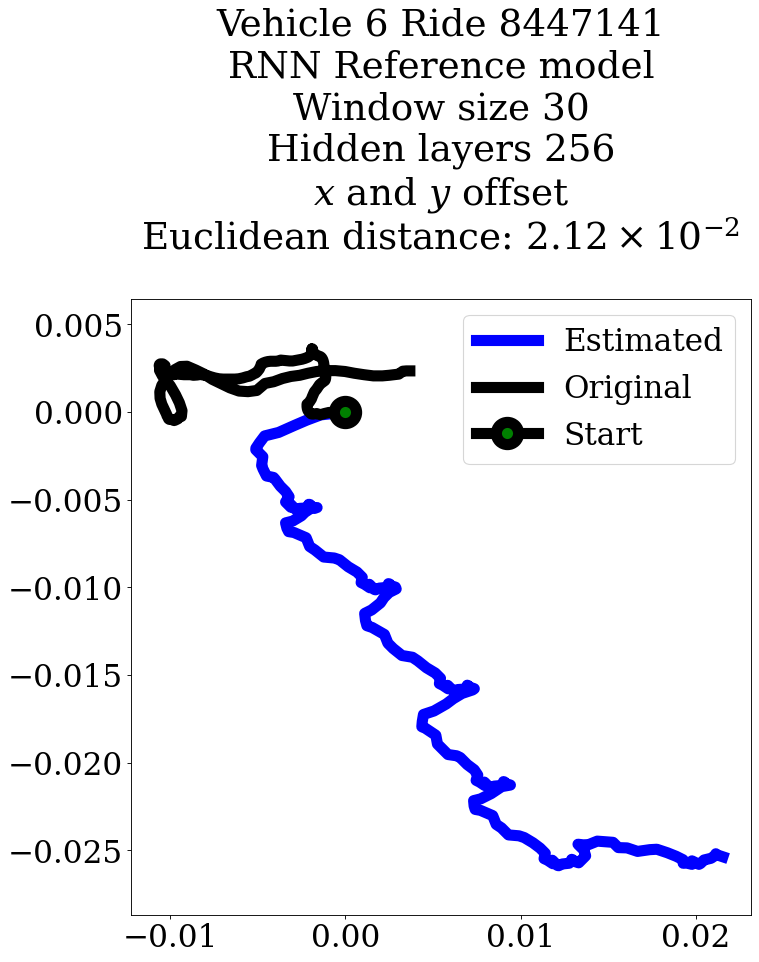 Vehicle 6 Ride 8447141
RNN Reference model
Window size 30
Hidden layers 256
x and y offset
Euclidean distance: 2.12 × 10⁻²
Estimated
Original
Start
0.005
0.000
−0.005
−0.010
−0.015
−0.020
−0.025
−0.01 0.00 0.01 0.02